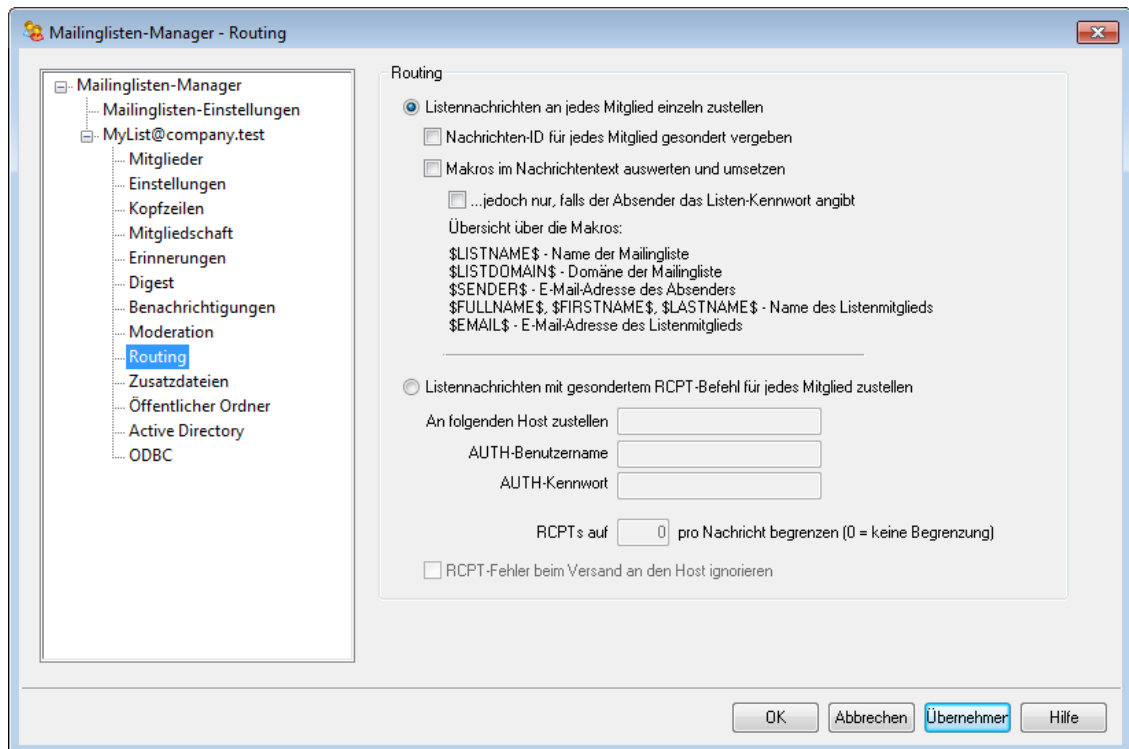 Mailinglisten-Manager - Routing
Mailinglisten-Manager
Mailinglisten-Einstellungen
MyList@company.test
Mitglieder
Einstellungen
Kopfzeilen
Mitgliedschaft
Erinnerungen
Digest
Benachrichtigungen
Moderation
Routing
Zusatzdateien
Öffentlicher Ordner
Active Directory
ODBC
Routing
Listennachrichten an jedes Mitglied einzeln zustellen
Nachrichten-ID für jedes Mitglied gesondert vergeben
Makros im Nachrichtentext auswerten und umsetzen
...jedoch nur, falls der Absender das Listen-Kennwort angibt
Übersicht über die Makros:
$LISTNAME$ - Name der Mailingliste
$LISTDOMAIN$ - Domäne der Mailingliste
$SENDER$ - E-Mail-Adresse des Absenders
$FULLNAME$, $FIRSTNAME$, $LASTNAME$ - Name des Listenmitglieds
$EMAIL$ - E-Mail-Adresse des Listenmitglieds
Listennachrichten mit gesondertem RCPT-Befehl für jedes Mitglied zustellen
An folgenden Host zustellen
AUTH-Benutzername
AUTH-Kennwort
RCPTs auf 0 pro Nachricht begrenzen (0 = keine Begrenzung)
RCPT-Fehler beim Versand an den Host ignorieren
OK Abbrechen Übernehmer Hilfe